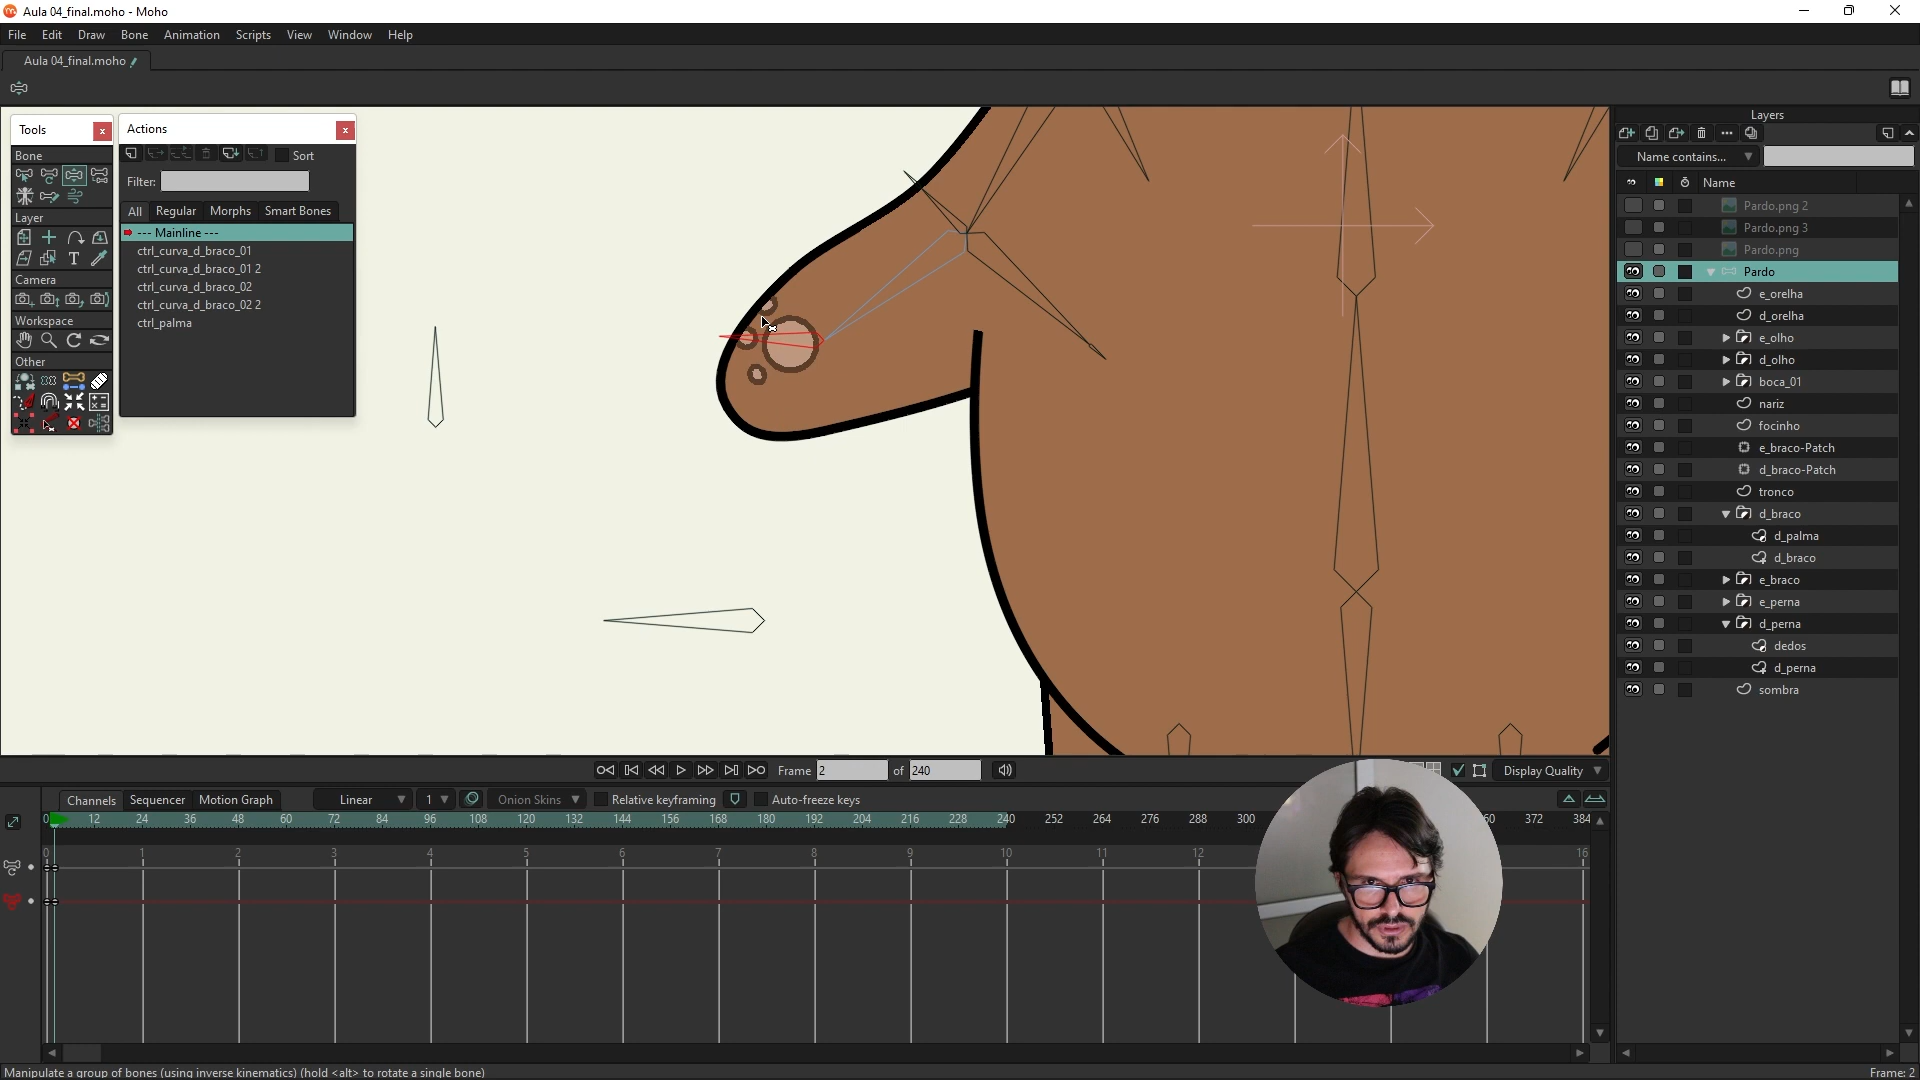 Aula 04_final.moho - Moho
File Edit Draw Bone Animation Scripts View Window Help
Aula 04_final.moho
Tools
Bone
Layer
Camera
Workspace
Other
Actions
Sort
Filter:
All Regular Morphs Smart Bones
--- Mainline ---
ctrl_curva_d_braco_01
ctrl_curva_d_braco_01 2
ctrl_curva_d_braco_02
ctrl_curva_d_braco_02 2
ctrl_palma
Layers
Name contains...
Name
Pardo.png 2
Pardo.png 3
Pardo.png
Pardo
e_orelha
d_orelha
e_olho
d_olho
boca_01
nariz
focinho
e_braco-Patch
d_braco-Patch
tronco
d_braco
d_palma
d_braco
e_braco
e_perna
d_perna
dedos
d_perna
sombra
Frame 2 of 240 Display Quality
Channels Sequencer Motion Graph Linear 1 Onion Skins Relative keyframing Auto-freeze keys
0 12 24 36 48 60 72 84 96 108 120 132 144 156 168 180 192 204 216 228 240 252 264 276 288 300 60 372 384
0 1 2 3 4 5 6 7 8 9 10 11 12 16
Manipulate a group of bones (using inverse kinematics) (hold <alt> to rotate a single bone) Frame: 2